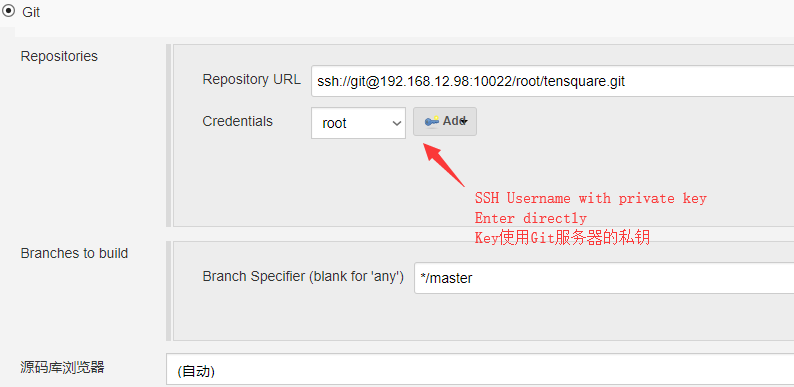 Git
Repositories
Repository URL ssh://git@192.168.12.98:10022/root/tensquare.git
Credentials root Add
SSH Username with private key
Enter directly
Key使用Git服务器的私钥
Branches to build
Branch Specifier (blank for 'any') */master
源码库浏览器 (自动)